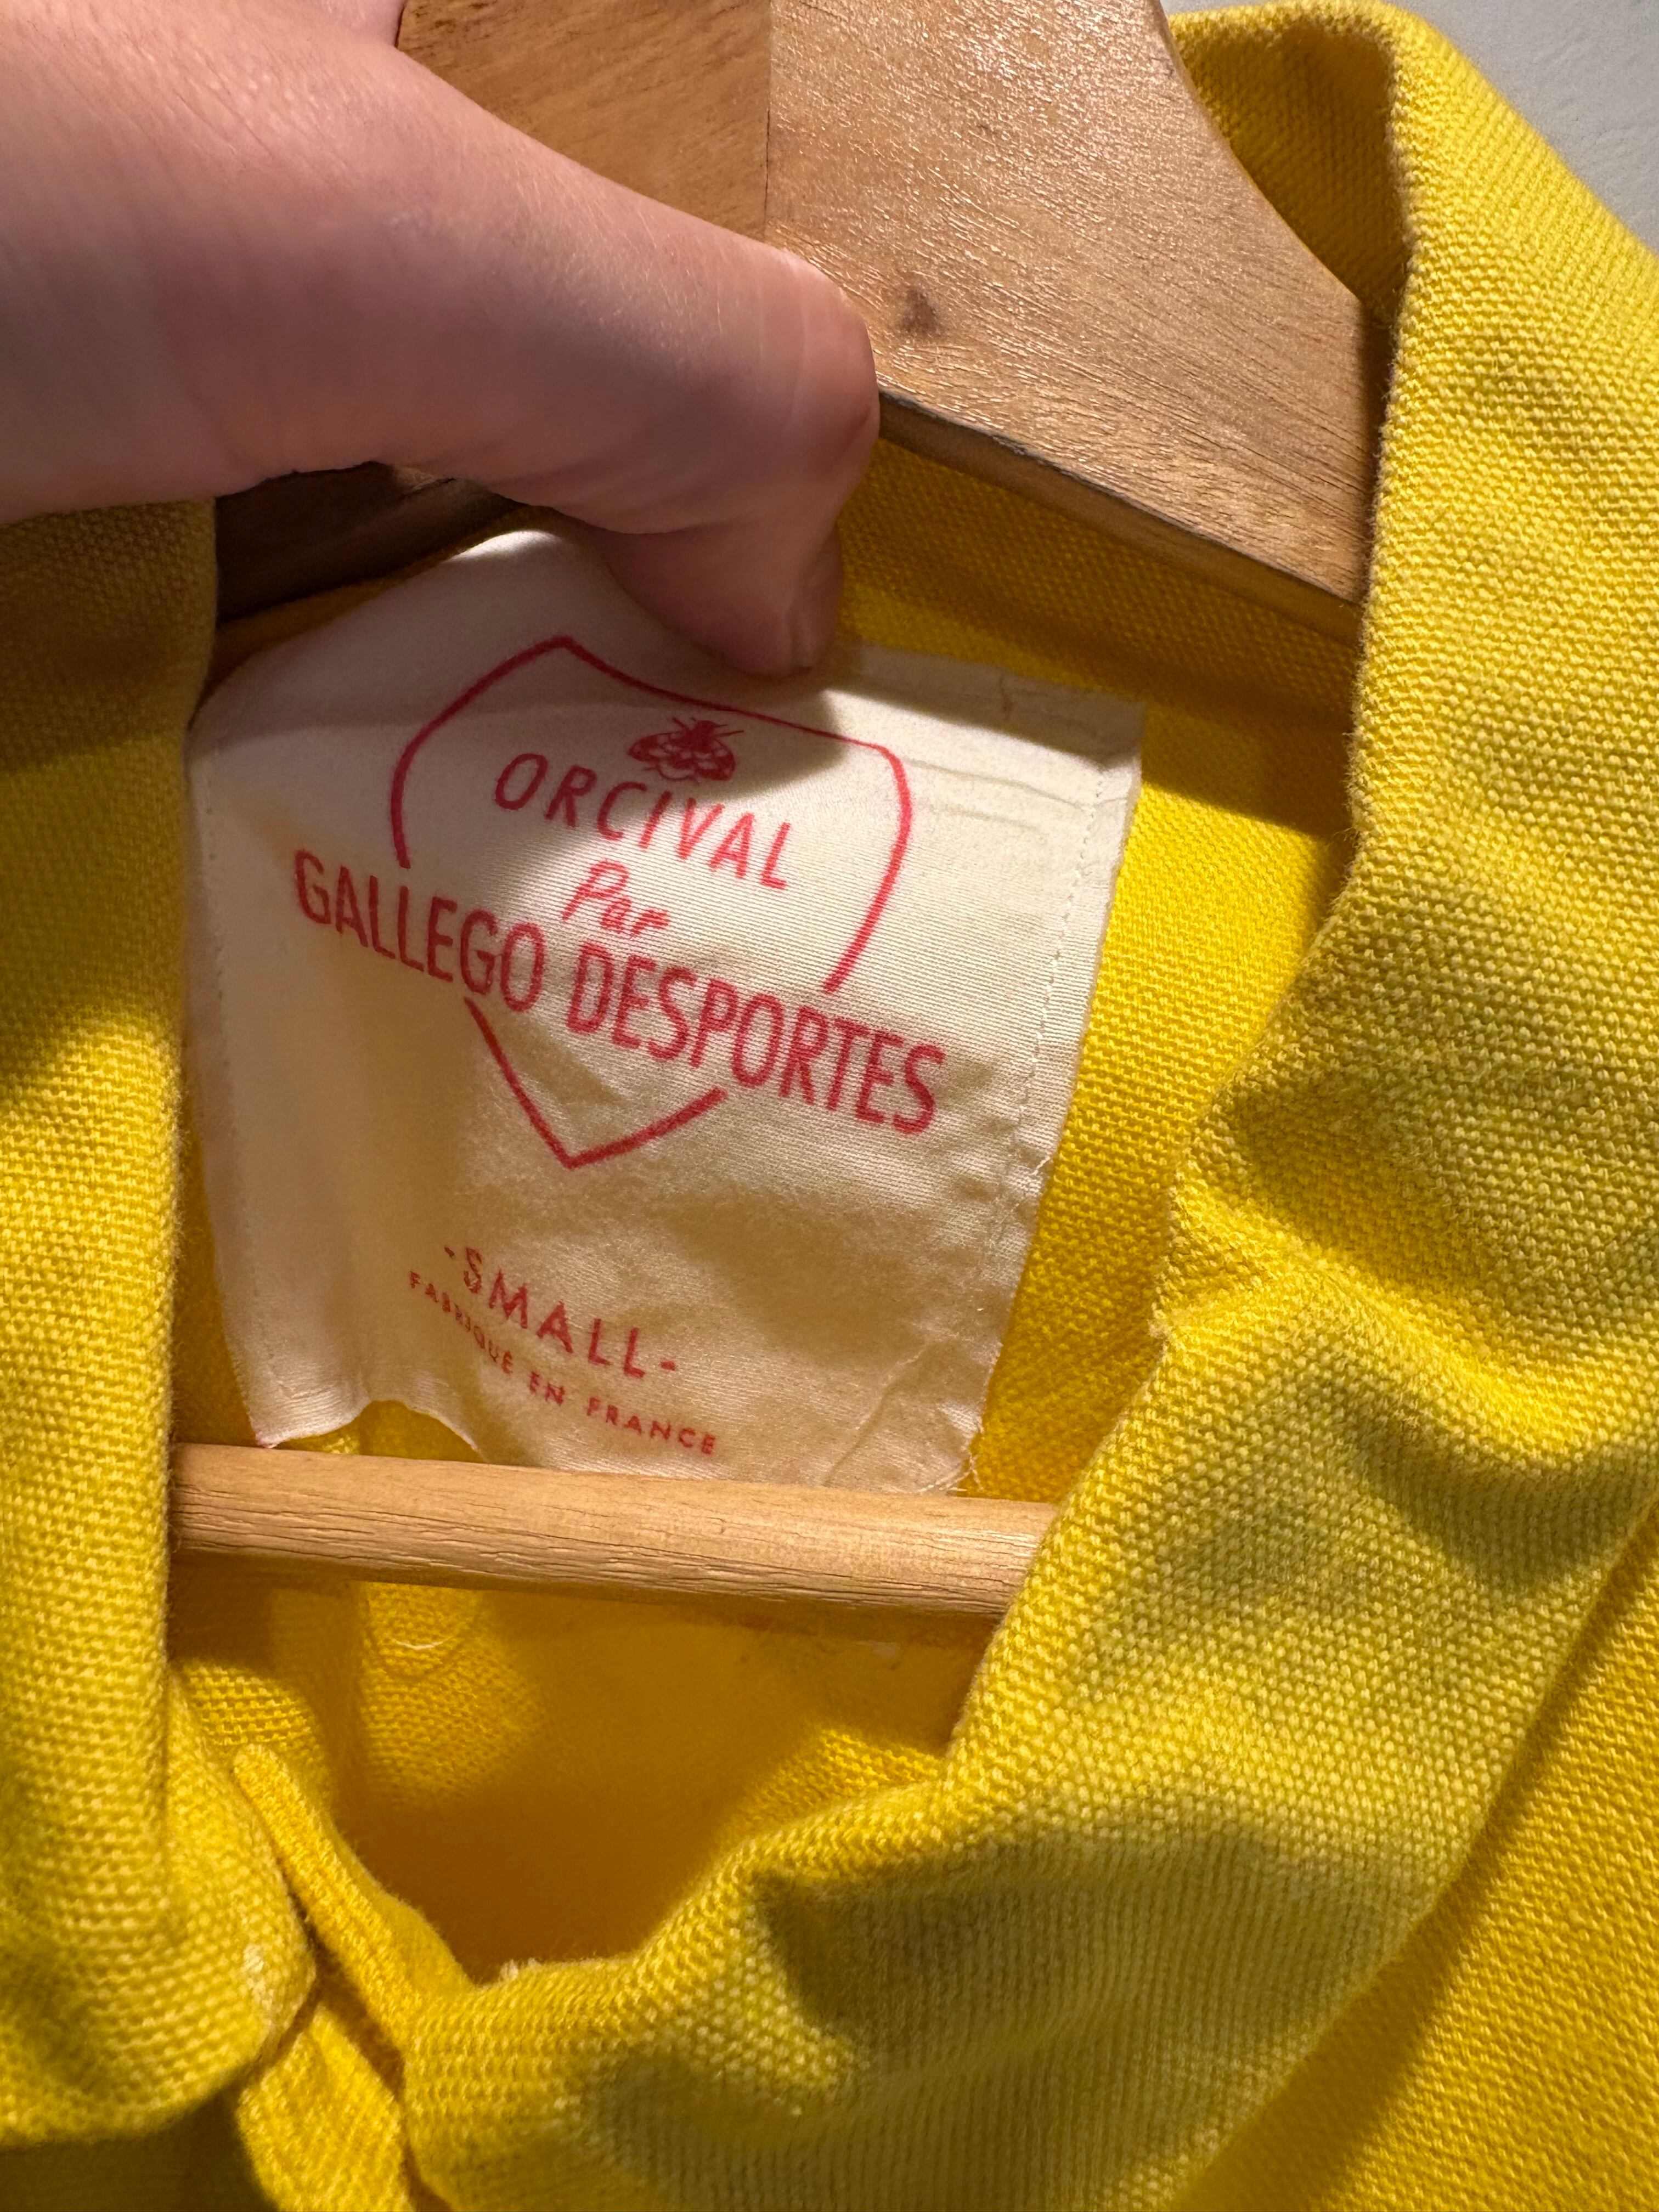 ORCIVAL
Par
GALLEGO DESPORTES
-SMALL-
FABRIQUÉ EN FRANCE